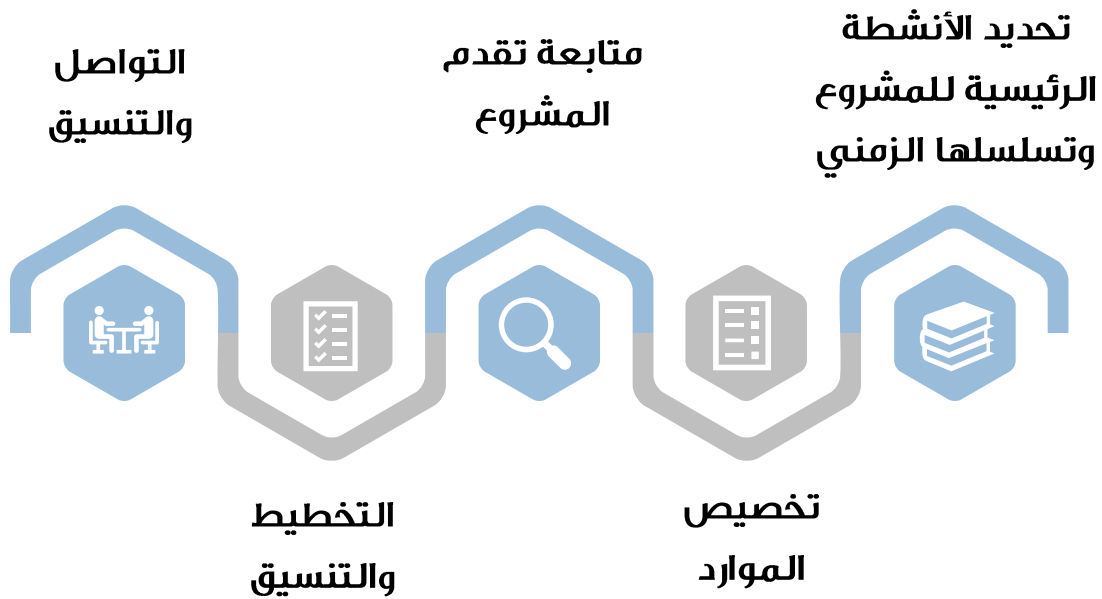 تحديد الأنشطة
الرئيسية للمشروع
وتسلسلها الزمني
تخصيص
الموارد
متابعة تقدم
المشروع
التخطيط
والتنسيق
التواصل
والتنسيق